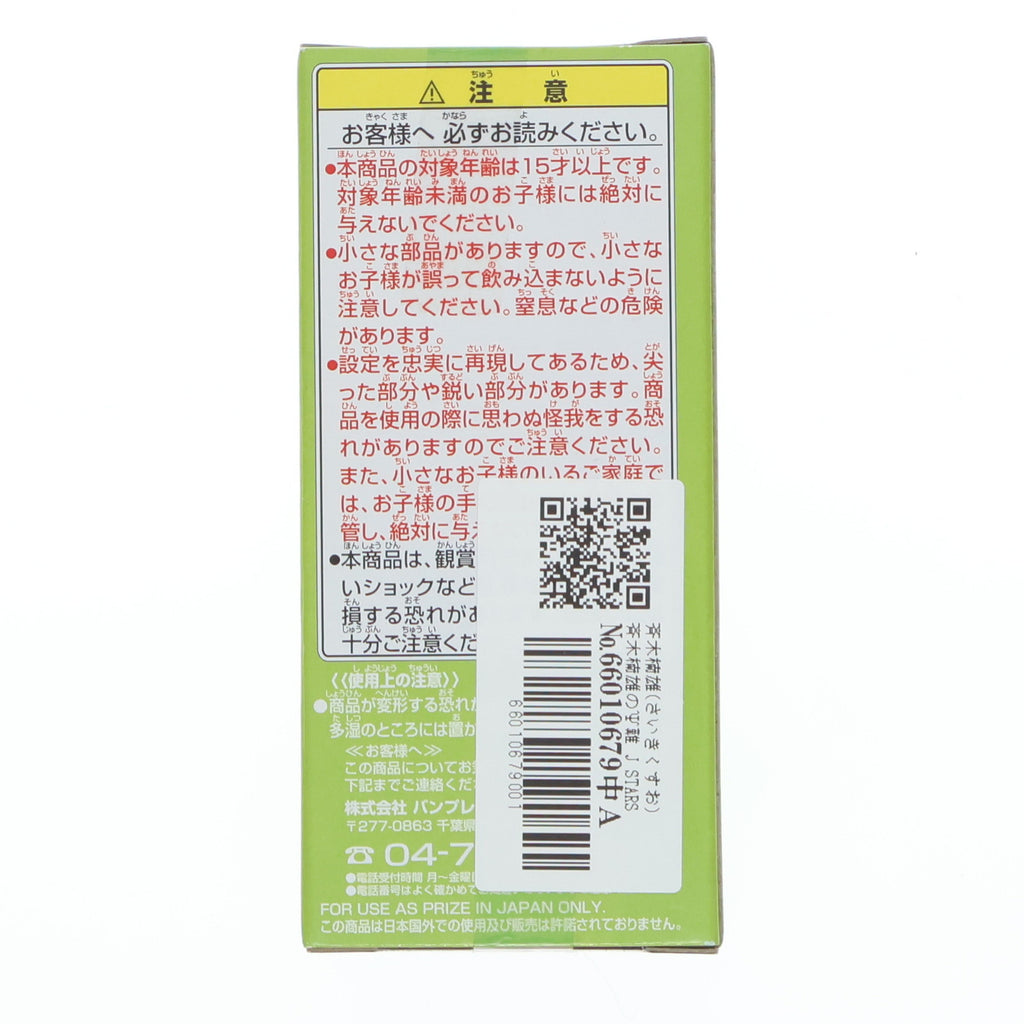 注意
お客様へ 必ずお読みください。
●本商品の対象年齢は15才以上です。
対象年齢未満のお子様には絶対に
与えないでください。
●小さな部品がありますので、小さな
お子様が誤って飲み込まないように
注意してください。窒息などの危険
があります。
●設定を忠実に再現してあるため、尖
った部分や鋭い部分があります。商
品を使用の際に思わぬ怪我をする恐
れがありますのでご注意ください。
また、小さなお子様のいるご家庭で
は、お子様の手
管し、絶対に与え
●本商品は、観賞
いショックなど
損する恐れがあ
十分ご注意くだ
《使用上の注意》
●商品が変形する恐れが
多湿のところには置か
≪お客様へ≫
この商品についてお気
下記までご連絡くだ
株式会社 バンプレ
〒277-0863 千葉県
☎ 04-7
●電話受付時間 月〜金曜日
●電話番号はよく確かめて
FOR USE AS PRIZE IN JAPAN ONLY.
この商品は日本国外での使用及び販売は許諾されておりません。
斉木楠雄(さいきくすお)
斉木楠雄のΨ難 J STARS
No.66010679中 A
66010679001